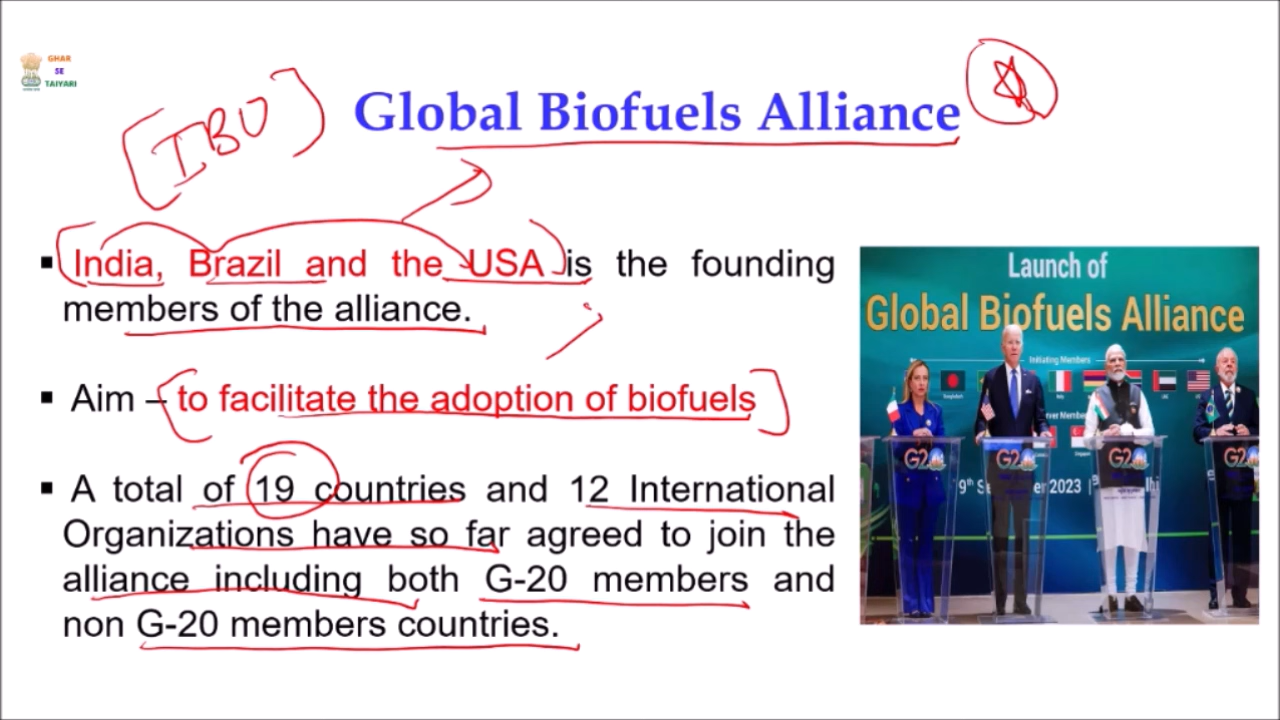 GHAR
SE
TAIYARI
[IBU]
Global Biofuels Alliance
▪ India, Brazil and the USA is the founding
members of the alliance.
▪ Aim – to facilitate the adoption of biofuels
▪ A total of 19 countries and 12 International
Organizations have so far agreed to join the
alliance including both G-20 members and
non G-20 members countries.
Launch of
Global Biofuels Alliance
Initiating Members
G20 G20 G20 G20
2023